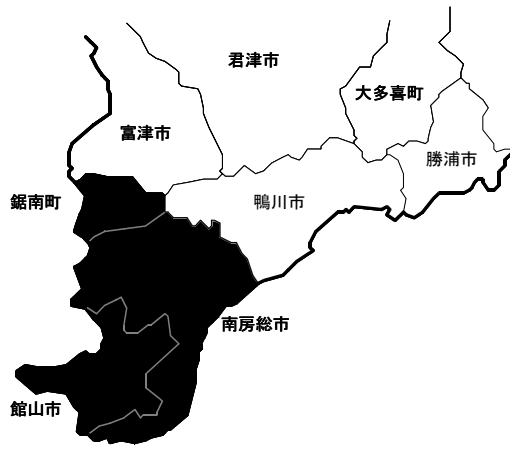 君津市
大多喜町
富津市
勝浦市
鋸南町
鴨川市
南房総市
館山市